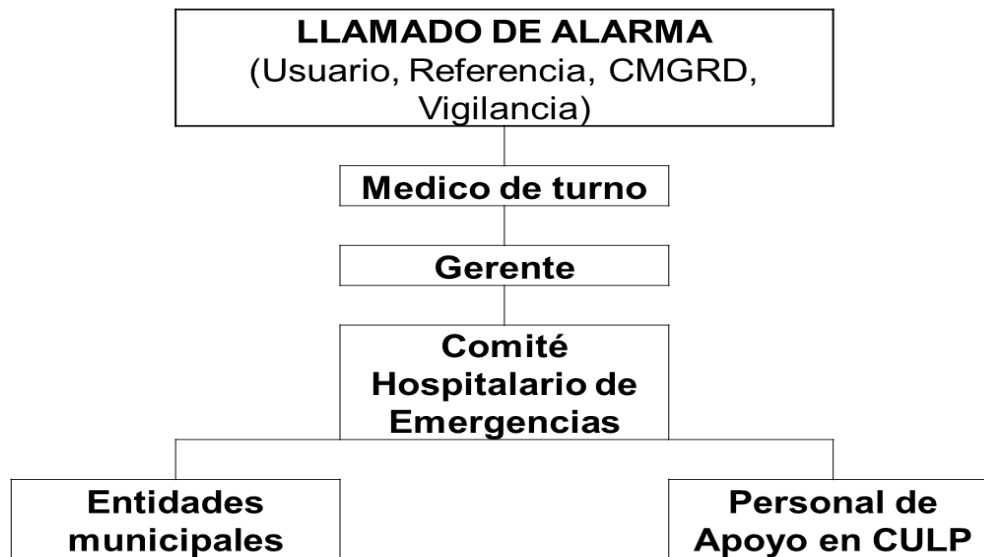 LLAMADO DE ALARMA
(Usuario, Referencia, CMGRD,
Vigilancia)
Medico de turno
Gerente
Comité
Hospitalario de
Emergencias
Entidades
municipales
Personal de
Apoyo en CULP